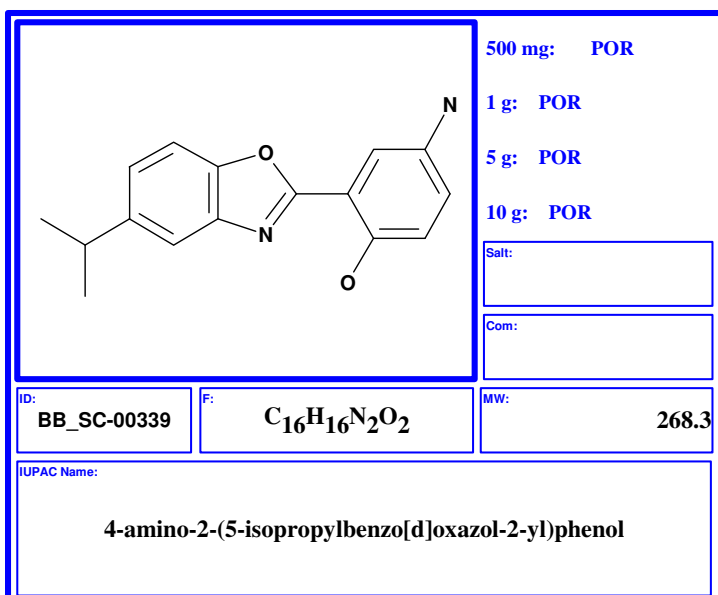 500 mg: POR
N
1 g: POR
O
5 g: POR
10 g: POR
N
Salt:
O
Com:
ID:
BB_SC-00339
F:
C16H16N2O2
MW:
268.3
IUPAC Name:
4-amino-2-(5-isopropylbenzo[d]oxazol-2-yl)phenol